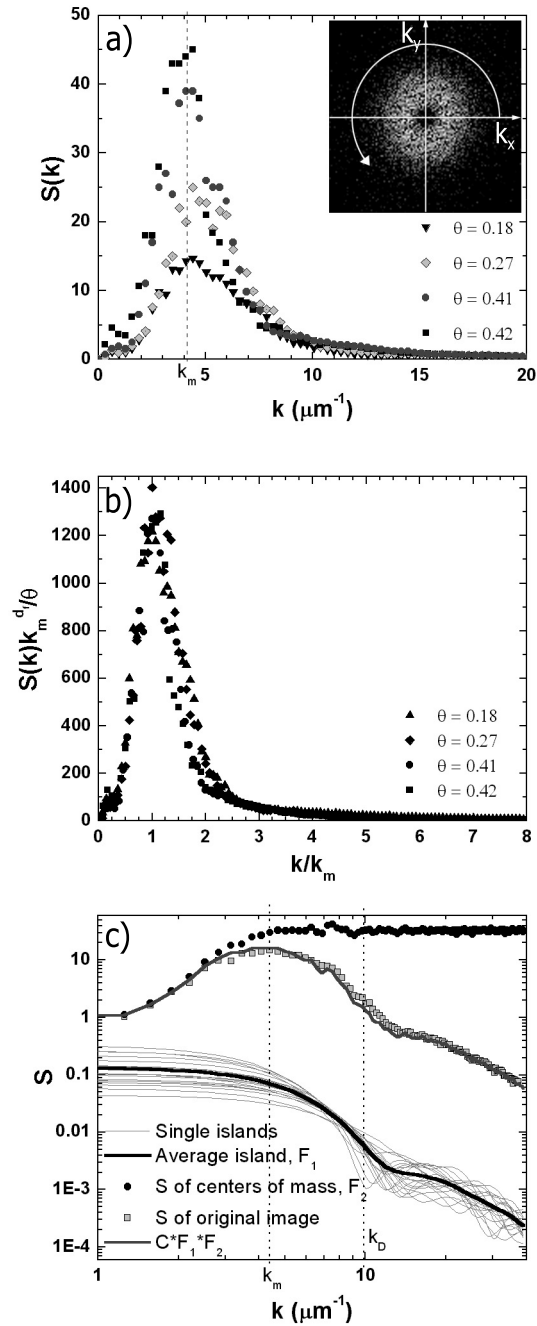 a)
50
40
30
20
10
0
S(k)
k_y
k_x
θ = 0.18
θ = 0.27
θ = 0.41
θ = 0.42
0 k_m 5 10 15 20
k (μm⁻¹)
b)
1400
1200
1000
800
600
400
200
0
S(k)k_m^{d_f}/θ
θ = 0.18
θ = 0.27
θ = 0.41
θ = 0.42
0 1 2 3 4 5 6 7 8
k/k_m
c)
10
1
0.1
0.01
1E-3
1E-4
S
Single islands
Average island, F₁
S of centers of mass, F₂
S of original image
C*F₁*F₂
k_D
1 k_m 10
k (μm⁻¹)